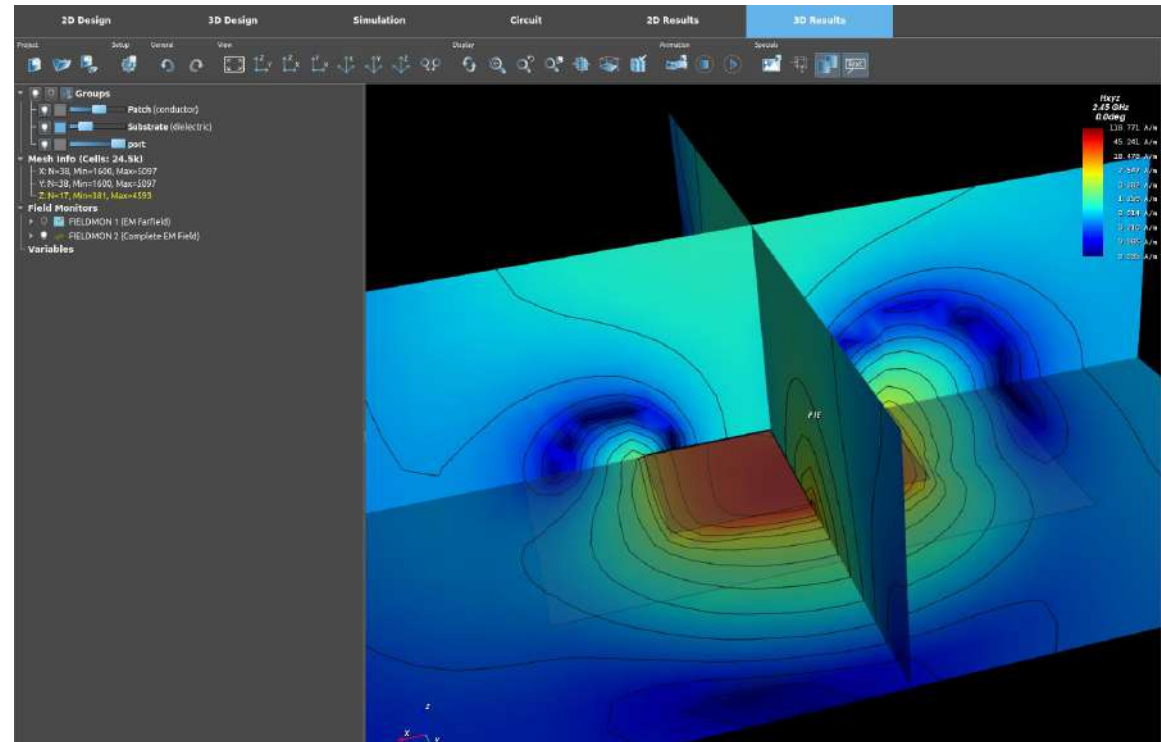 2D Design 3D Design Simulation Circuit 2D Results 3D Results
Project Setup General View Display Animation Specials
Groups
Patch (conductor)
Substrate (dielectric)
port
Mesh Info (Cells: 24.5k)
X: N=38, Min=1600, Max=5097
Y: N=38, Min=1600, Max=5097
Z: N=17, Min=381, Max=4593
Field Monitors
FIELDMON 1 (EM Farfield)
FIELDMON 2 (Complete EM Field)
Variables
Hxyz
2.45 GHz
0.0deg
118.771 A/m
45.241 A/m
A/m
A/m
A/m
A/m
A/m
A/m
A/m
A/m
z
x
y